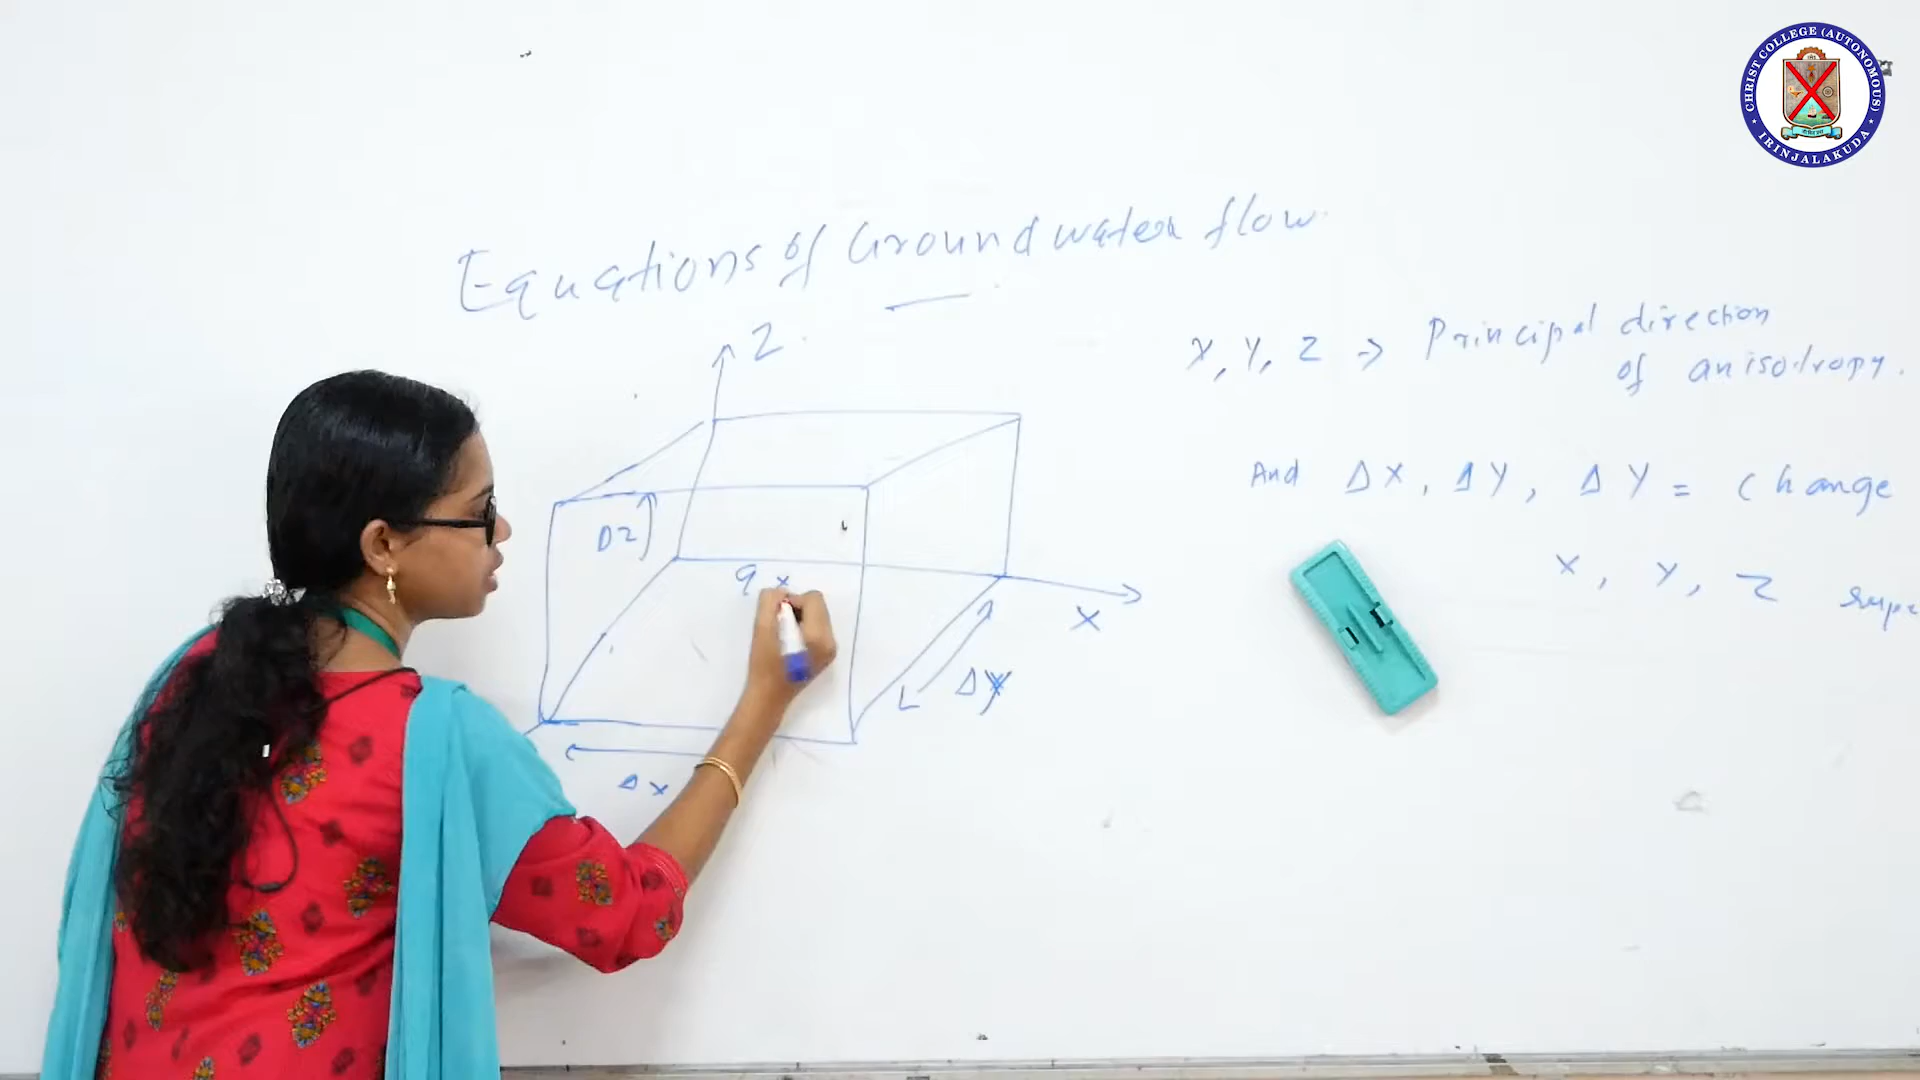 CHRIST COLLEGE (AUTONOMOUS)
IRINJALAKUDA
Equations of Groundwater flow.
Z
X, Y, Z → Principal direction
of anisotropy.
And ΔX, ΔY, ΔY = Change
X, Y, Z
DZ
q x
X
Δy
Δx